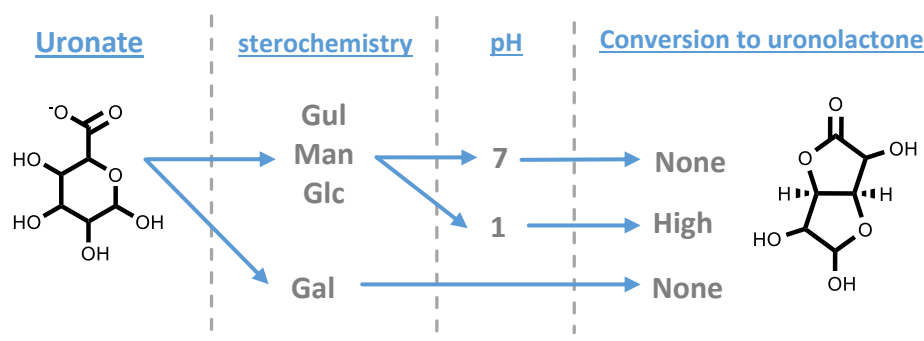 Uronate
sterochemistry
pH
Conversion to uronolactone
Gul
Man
Glc
7
None
1
High
Gal
None
-O
O
HO
O
HO
OH
OH
O
OH
O
H
H
HO
O
OH